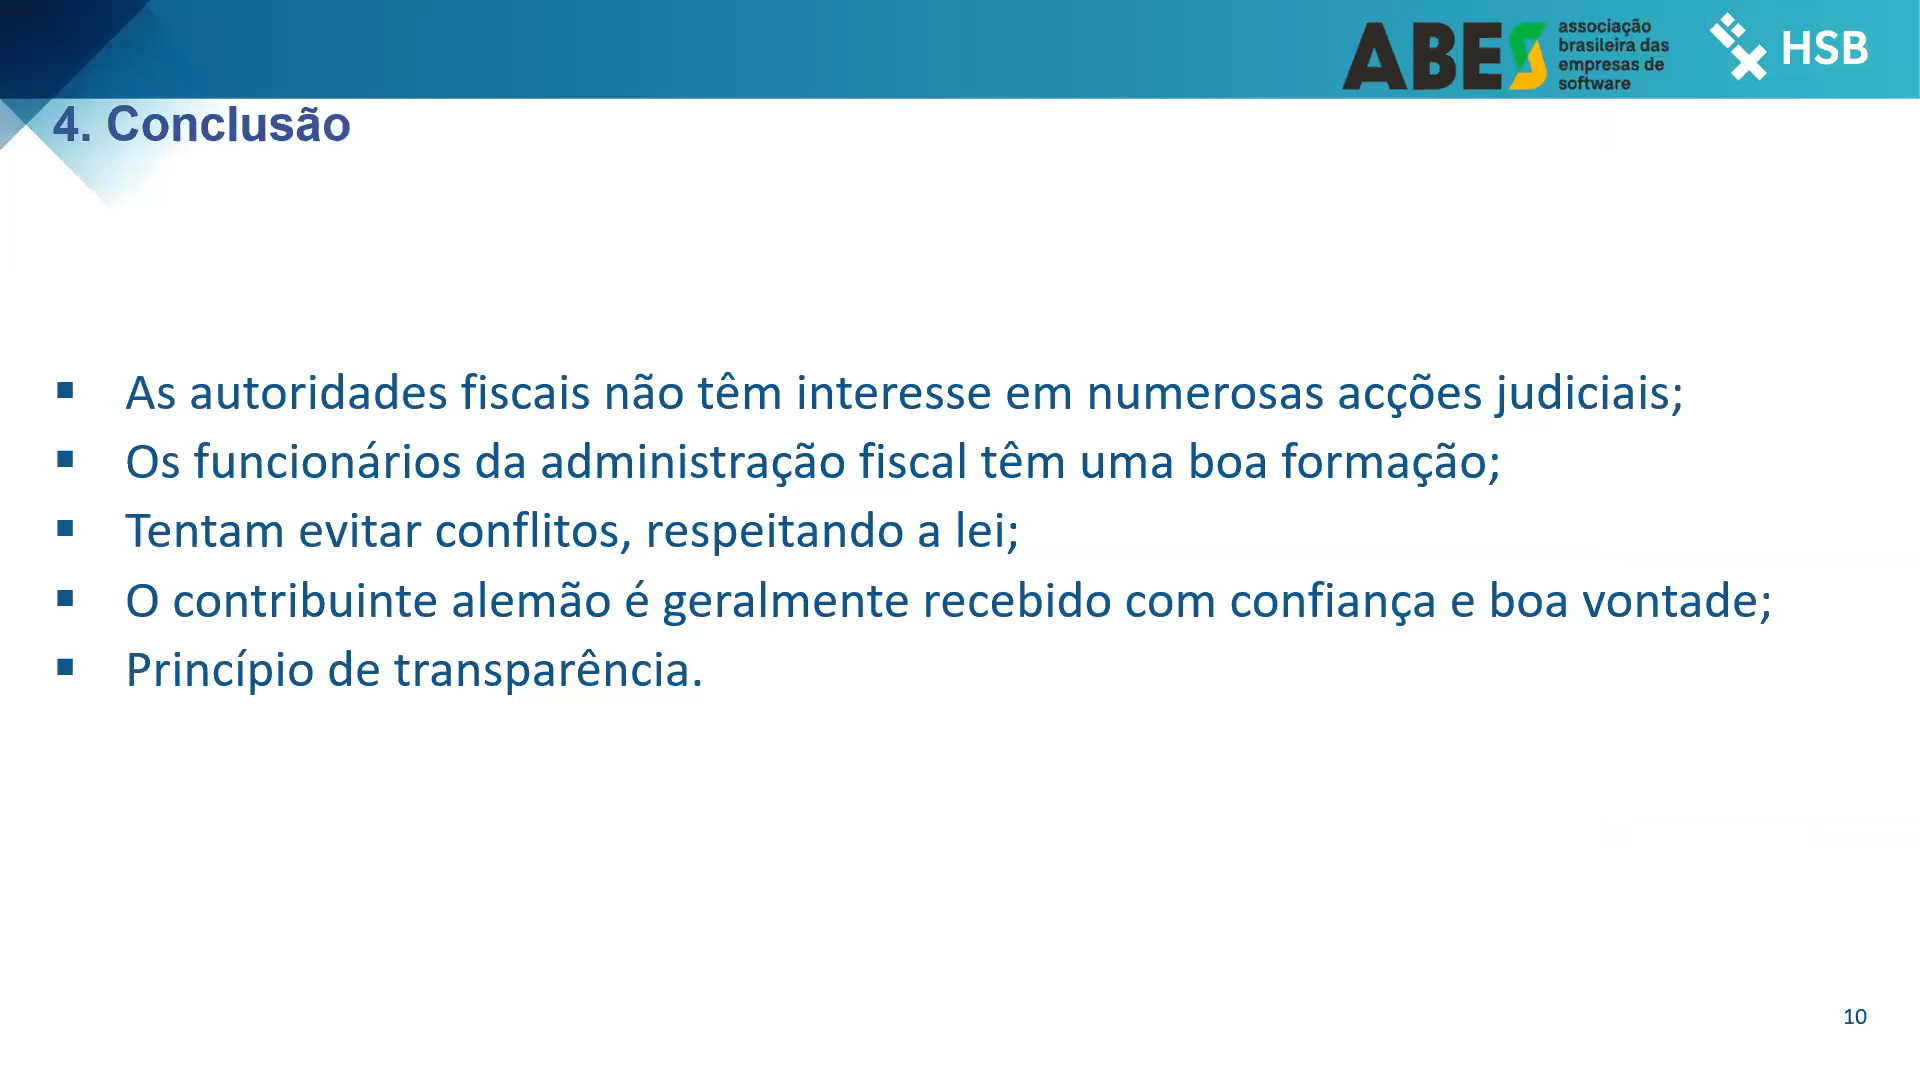 ABES
associação
brasileira das
empresas de
software
HSB
4. Conclusão
▪ As autoridades fiscais não têm interesse em numerosas acções judiciais;
▪ Os funcionários da administração fiscal têm uma boa formação;
▪ Tentam evitar conflitos, respeitando a lei;
▪ O contribuinte alemão é geralmente recebido com confiança e boa vontade;
▪ Princípio de transparência.
10